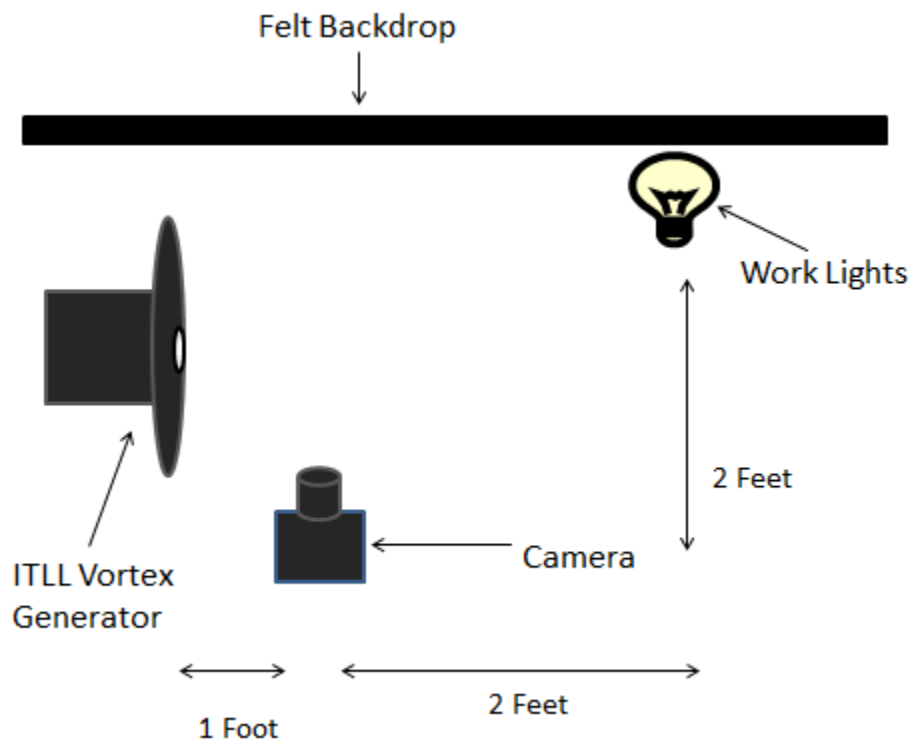 Felt Backdrop
Work Lights
2 Feet
Camera
ITLL Vortex
Generator
2 Feet
1 Foot